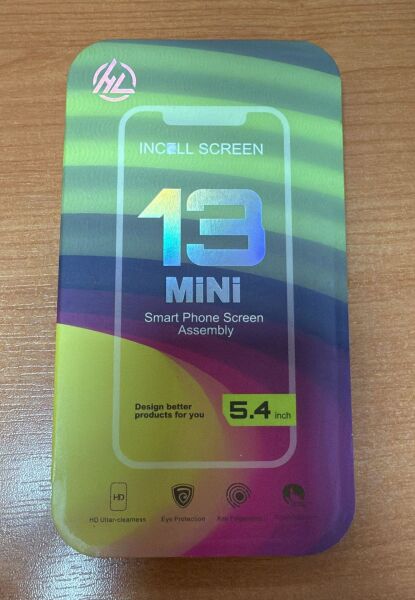 HL
INCELL SCREEN
13
MiNi
Smart Phone Screen
Assembly
Design better
products for you
5.4 inch
HD
HD Ultar-clearness
Eye Protection